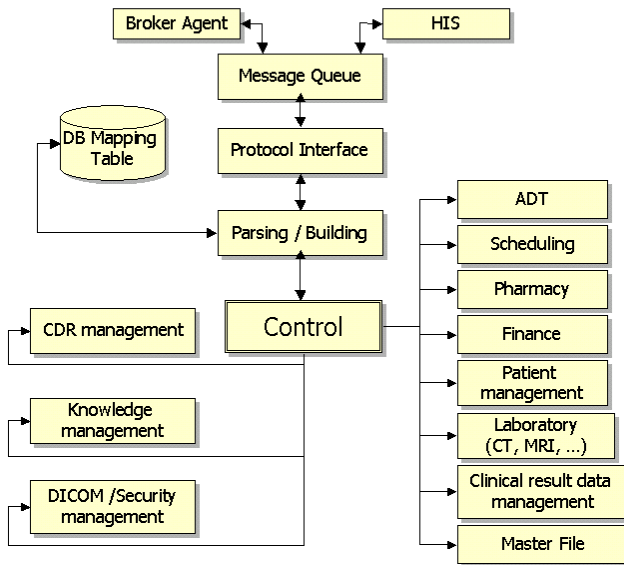 Broker Agent
HIS
Message Queue
DB Mapping
Table
Protocol Interface
Parsing / Building
Control
CDR management
Knowledge
management
DICOM /Security
management
ADT
Scheduling
Pharmacy
Finance
Patient
management
Laboratory
(CT, MRI, ...)
Clinical result data
management
Master File